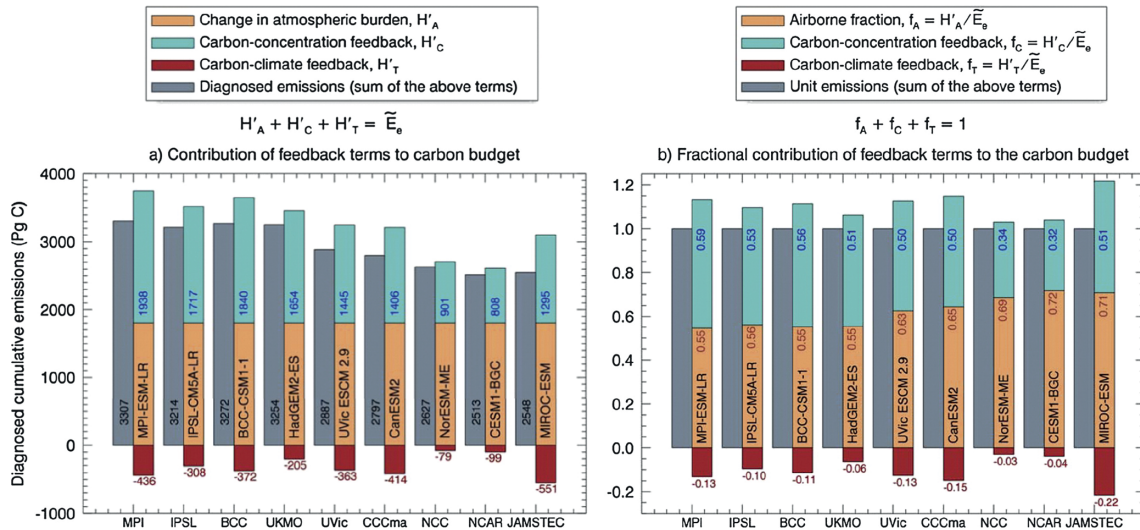 Change in atmospheric burden, H′A
Carbon-concentration feedback, H′C
Carbon-climate feedback, H′T
Diagnosed emissions (sum of the above terms)
H′A + H′C + H′T = Ẽe
a) Contribution of feedback terms to carbon budget
Diagnosed cumulative emissions (Pg C)
4000
3000
2000
1000
0
-1000
3307
1938
MPI-ESM-LR
-436
3214
1717
IPSL-CM5A-LR
-308
3272
1840
BCC-CSM1-1
-372
3254
1654
HadGEM2-ES
-205
2887
1445
UVic ESCM 2.9
-363
2797
1406
CanESM2
-414
2627
901
NorESM-ME
-79
2513
808
CESM1-BGC
-99
2548
1295
MIROC-ESM
-551
MPI IPSL BCC UKMO UVic CCCma NCC NCAR JAMSTEC
Airborne fraction, fA = H′A/Ẽe
Carbon-concentration feedback, fC = H′C/Ẽe
Carbon-climate feedback, fT = H′T/Ẽe
Unit emissions (sum of the above terms)
fA + fC + fT = 1
b) Fractional contribution of feedback terms to the carbon budget
1.2
1.0
0.8
0.6
0.4
0.2
0.0
-0.2
0.59
0.55
MPI-ESM-LR
-0.13
0.53
0.56
IPSL-CM5A-LR
-0.10
0.56
0.55
BCC-CSM1-1
-0.11
0.51
0.55
HadGEM2-ES
-0.06
0.50
0.63
UVic ESCM 2.9
-0.13
0.50
0.65
CanESM2
-0.15
0.34
0.69
NorESM-ME
-0.03
0.32
0.72
CESM1-BGC
-0.04
0.51
0.71
MIROC-ESM
-0.22
MPI IPSL BCC UKMO UVic CCCma NCC NCAR JAMSTEC